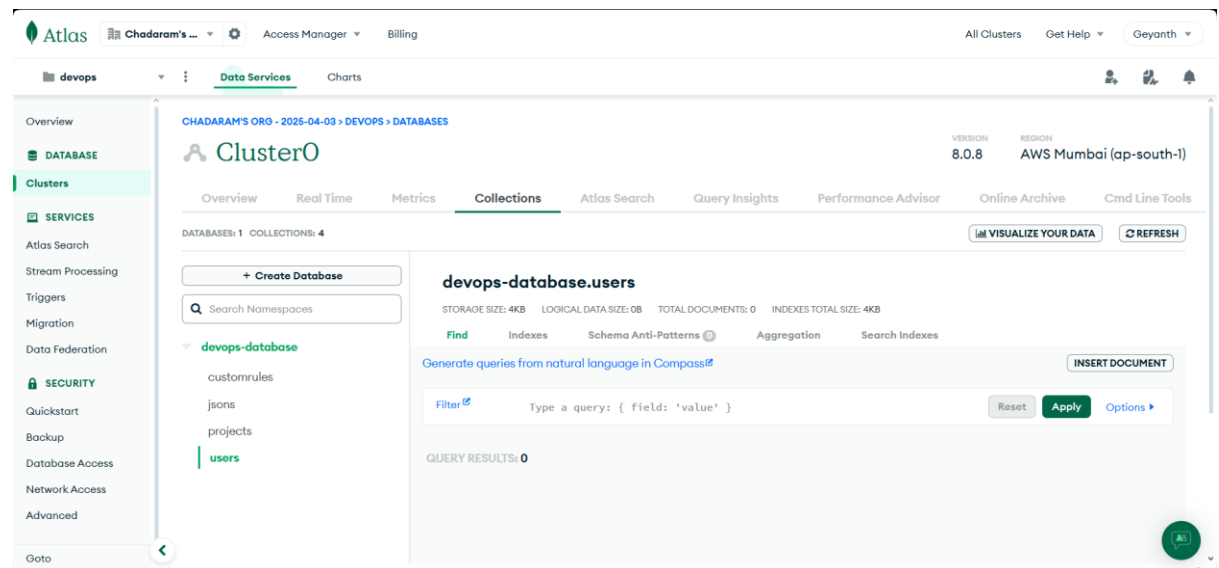 Atlas Chadaram's ... Access Manager Billing All Clusters Get Help Geyanth
devops Data Services Charts
Overview
DATABASE
Clusters
SERVICES
Atlas Search
Stream Processing
Triggers
Migration
Data Federation
SECURITY
Quickstart
Backup
Database Access
Network Access
Advanced
Goto
CHADARAM'S ORG - 2025-04-03 > DEVOPS > DATABASES
Cluster0
VERSION REGION
8.0.8 AWS Mumbai (ap-south-1)
Overview Real Time Metrics Collections Atlas Search Query Insights Performance Advisor Online Archive Cmd Line Tools
DATABASES: 1 COLLECTIONS: 4 VISUALIZE YOUR DATA REFRESH
+ Create Database
Search Namespaces
devops-database
customrules
jsons
projects
users
devops-database.users
STORAGE SIZE: 4KB LOGICAL DATA SIZE: 0B TOTAL DOCUMENTS: 0 INDEXES TOTAL SIZE: 4KB
Find Indexes Schema Anti-Patterns 0 Aggregation Search Indexes
Generate queries from natural language in Compass
INSERT DOCUMENT
Filter Type a query: { field: 'value' } Reset Apply Options
QUERY RESULTS: 0